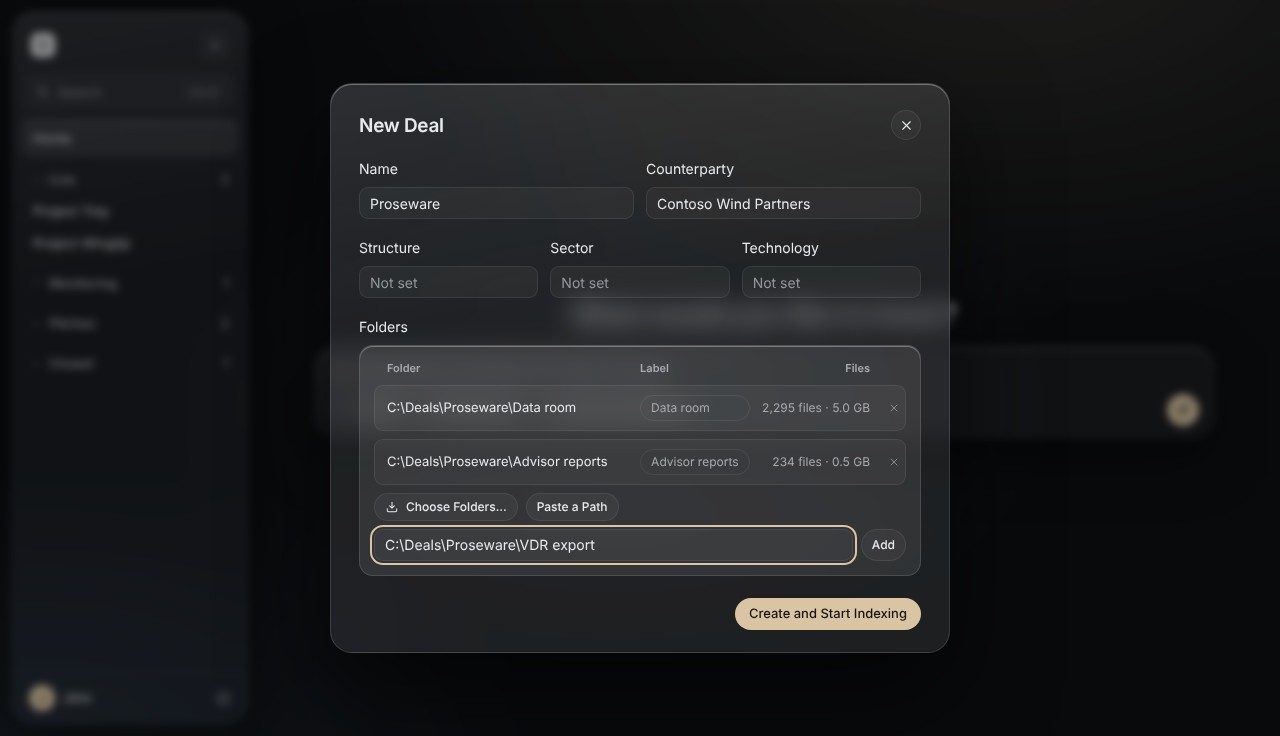 New Deal
Name
Counterparty
Proseware
Contoso Wind Partners
Structure
Sector
Technology
Not set
Not set
Not set
Folders
Folder
Label
Files
C:\Deals\Proseware\Data room
Data room
2,295 files · 5.0 GB
C:\Deals\Proseware\Advisor reports
Advisor reports
234 files · 0.5 GB
Choose Folders...
Paste a Path
C:\Deals\Proseware\VDR export
Add
Create and Start Indexing